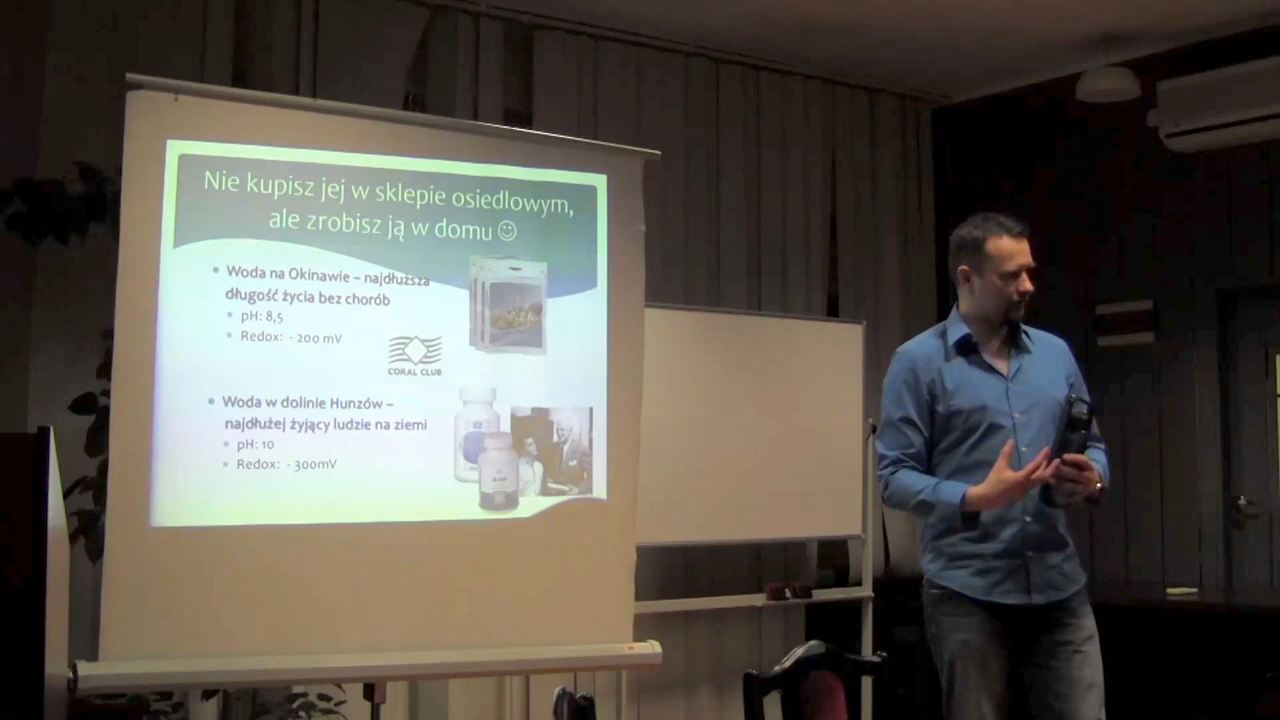 Nie kupisz jej w sklepie osiedlowym,
ale zrobisz ją w domu ☺
Woda na Okinawie – najdłuższa
długość życia bez chorób
pH: 8,5
Redox: - 200 mV
CORAL CLUB
Woda w dolinie Hunzów –
najdłużej żyjący ludzie na ziemi
pH: 10
Redox: - 300mV